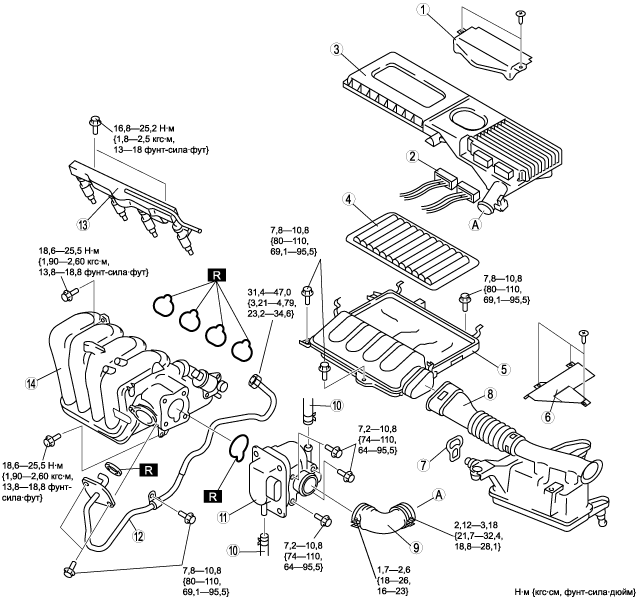 1
3
16,8—25,2 Н·м
{1,8—2,5 кгс·м,
13—18 фунт-сила·фут}
2
13
4
A
18,6—25,5 Н·м
{1,90—2,60 кгс·м,
13,8—18,8 фунт-сила·фут}
7,8—10,8
{80—110,
69,1—95,5}
R
31,4—47,0
{3,21—4,79,
23,2—34,6}
7,8—10,8
{80—110,
69,1—95,5}
14
5
8
6
10
7,2—10,8
{74—110,
64—95,5}
7
18,6—25,5 Н·м
{1,90—2,60 кгс·м,
13,8—18,8 фунт-
сила·фут}
R
R
A
12
11
10
9
2,12—3,18
{21,7—32,4,
18,8—28,1}
7,2—10,8
{74—110,
64—95,5}
7,8—10,8
{80—110,
69,1—95,5}
1,7—2,6
{18—26,
16—23}
Н·м {кгс·см, фунт-сила·дюйм}